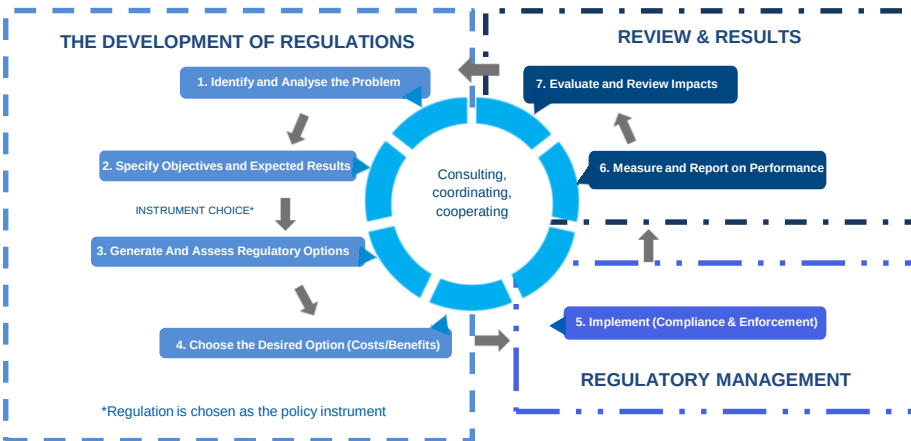 THE DEVELOPMENT OF REGULATIONS
1. Identify and Analyse the Problem
2. Specify Objectives and Expected Results
INSTRUMENT CHOICE*
3. Generate And Assess Regulatory Options
4. Choose the Desired Option (Costs/Benefits)
*Regulation is chosen as the policy instrument
Consulting,
coordinating,
cooperating
REVIEW & RESULTS
7. Evaluate and Review Impacts
6. Measure and Report on Performance
5. Implement (Compliance & Enforcement)
REGULATORY MANAGEMENT